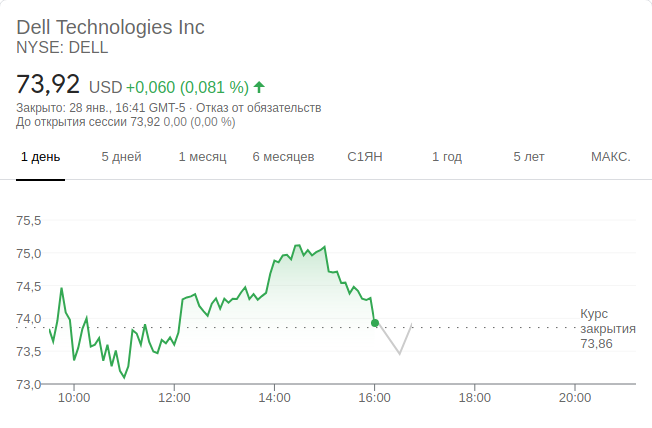 Dell Technologies Inc
NYSE: DELL
73,92 USD +0,060 (0,081 %)
Закрыто: 28 янв., 16:41 GMT-5 · Отказ от обязательств
До открытия сессии 73,92 0,00 (0,00 %)
1 день 5 дней 1 месяц 6 месяцев С1ЯН 1 год 5 лет МАКС.
75,5
75,0
74,5
74,0
73,5
73,0
Курс
закрытия
73,86
10:00 12:00 14:00 16:00 18:00 20:00